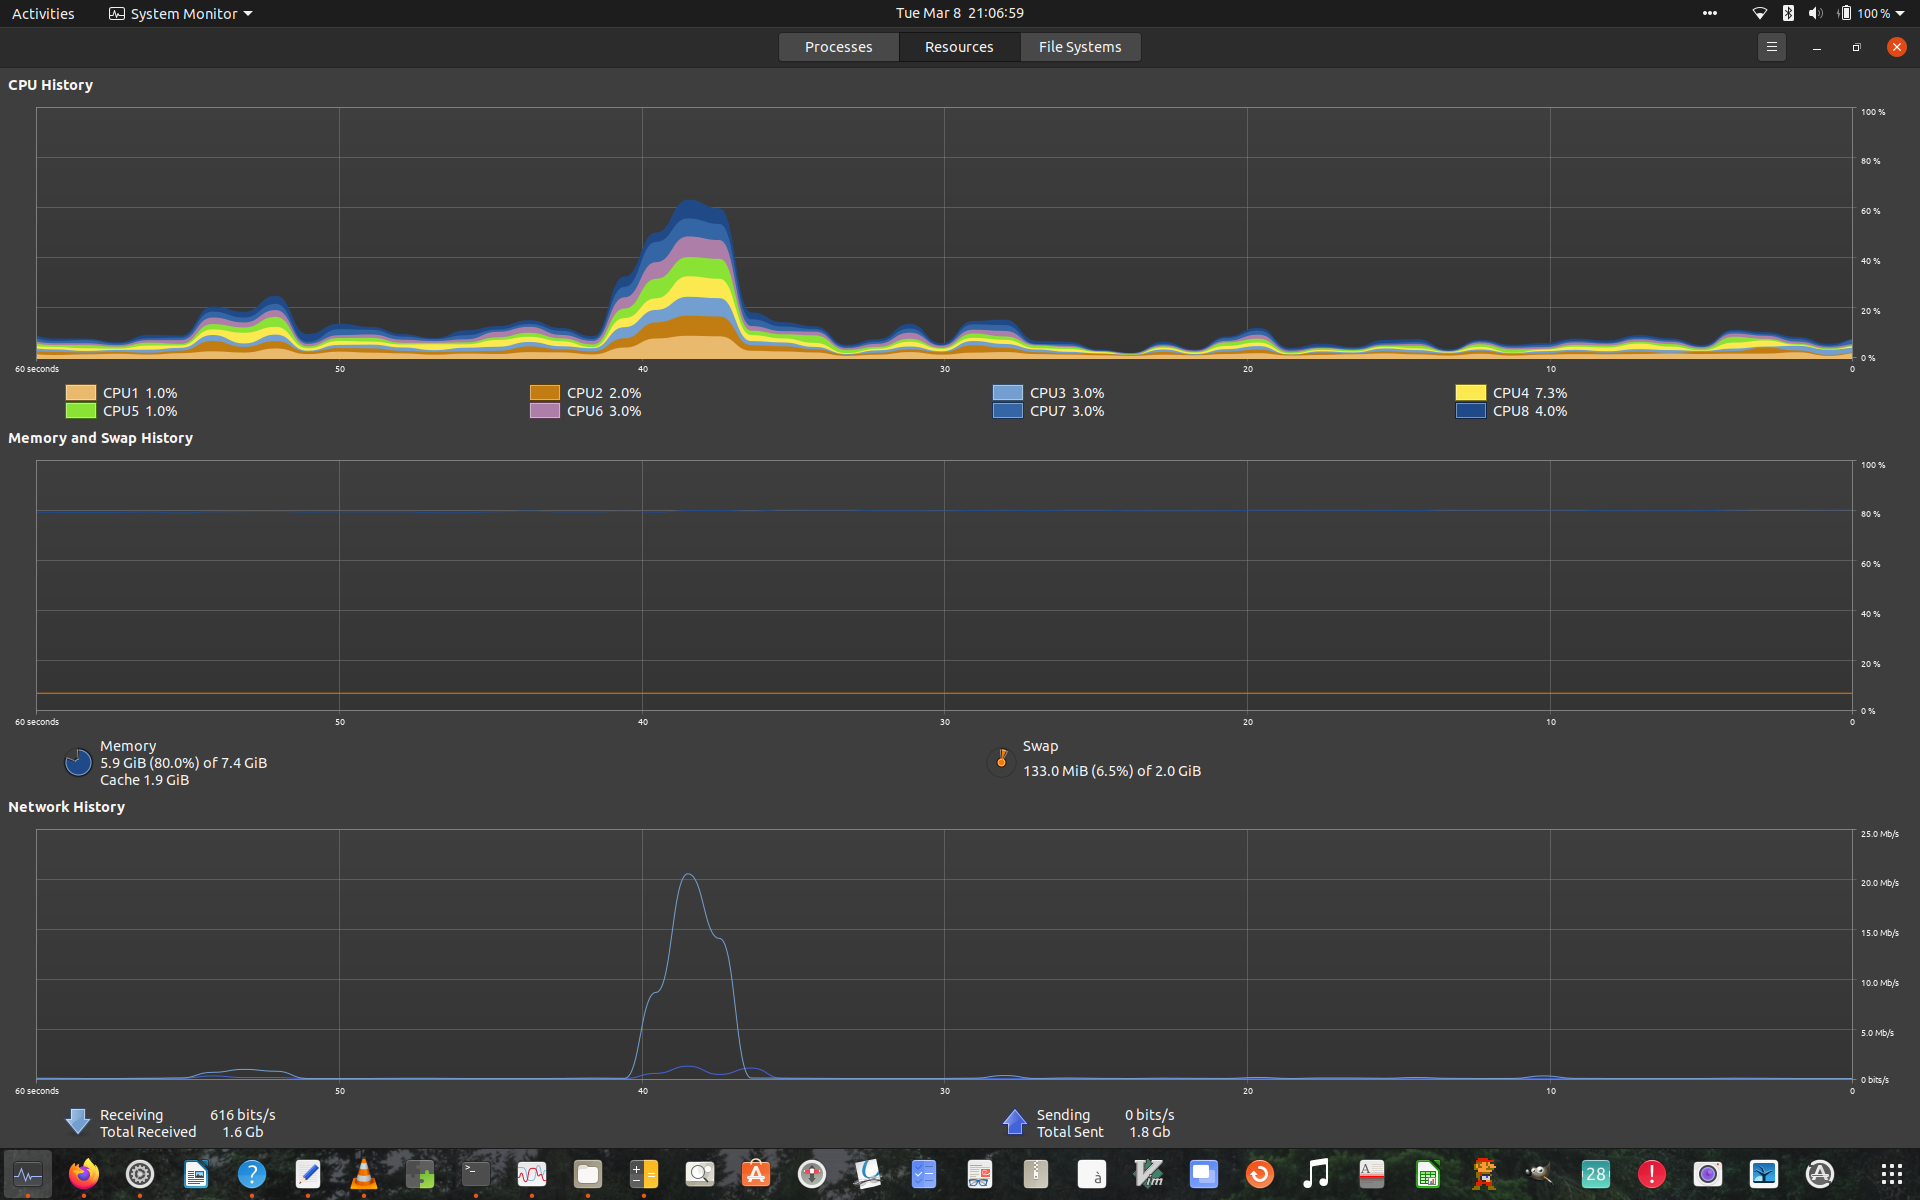 Activities
System Monitor
Tue Mar 8 21:06:59
100 %
Processes
Resources
File Systems
CPU History
100 %
80 %
60 %
40 %
20 %
0 %
60 seconds 50 40 30 20 10 0
CPU1 1.0%
CPU2 2.0%
CPU3 3.0%
CPU4 7.3%
CPU5 1.0%
CPU6 3.0%
CPU7 3.0%
CPU8 4.0%
Memory and Swap History
100 %
80 %
60 %
40 %
20 %
0 %
60 seconds 50 40 30 20 10 0
Memory
5.9 GiB (80.0%) of 7.4 GiB
Cache 1.9 GiB
Swap
133.0 MiB (6.5%) of 2.0 GiB
Network History
25.0 Mb/s
20.0 Mb/s
15.0 Mb/s
10.0 Mb/s
5.0 Mb/s
0 bits/s
60 seconds 50 40 30 20 10 0
Receiving 616 bits/s
Total Received 1.6 Gb
Sending 0 bits/s
Total Sent 1.8 Gb
?
>_
à
Vim
A
28
!